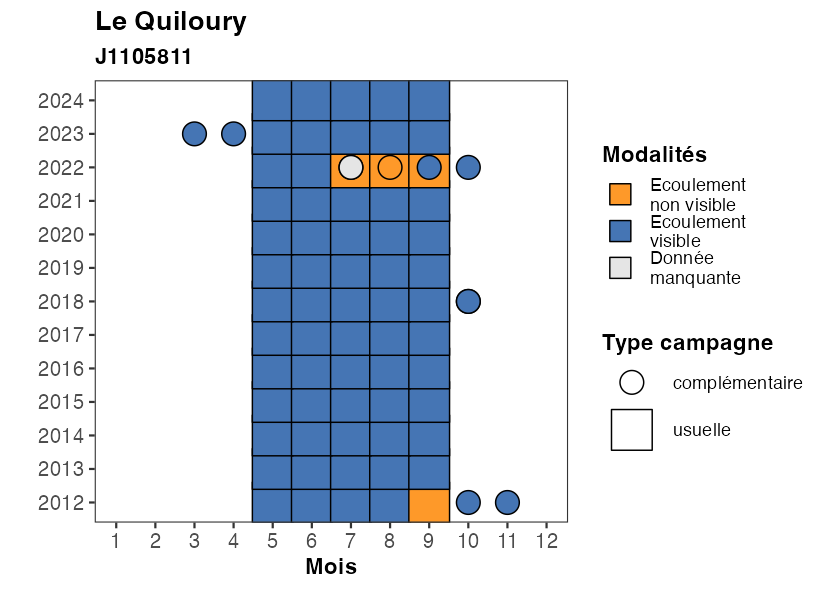 Le Quiloury
J1105811
2024
2023
2022
2021
2020
2019
2018
2017
2016
2015
2014
2013
2012
1 2 3 4 5 6 7 8 9 10 11 12
Mois
Modalités
Ecoulement
non visible
Ecoulement
visible
Donnée
manquante
Type campagne
complémentaire
usuelle